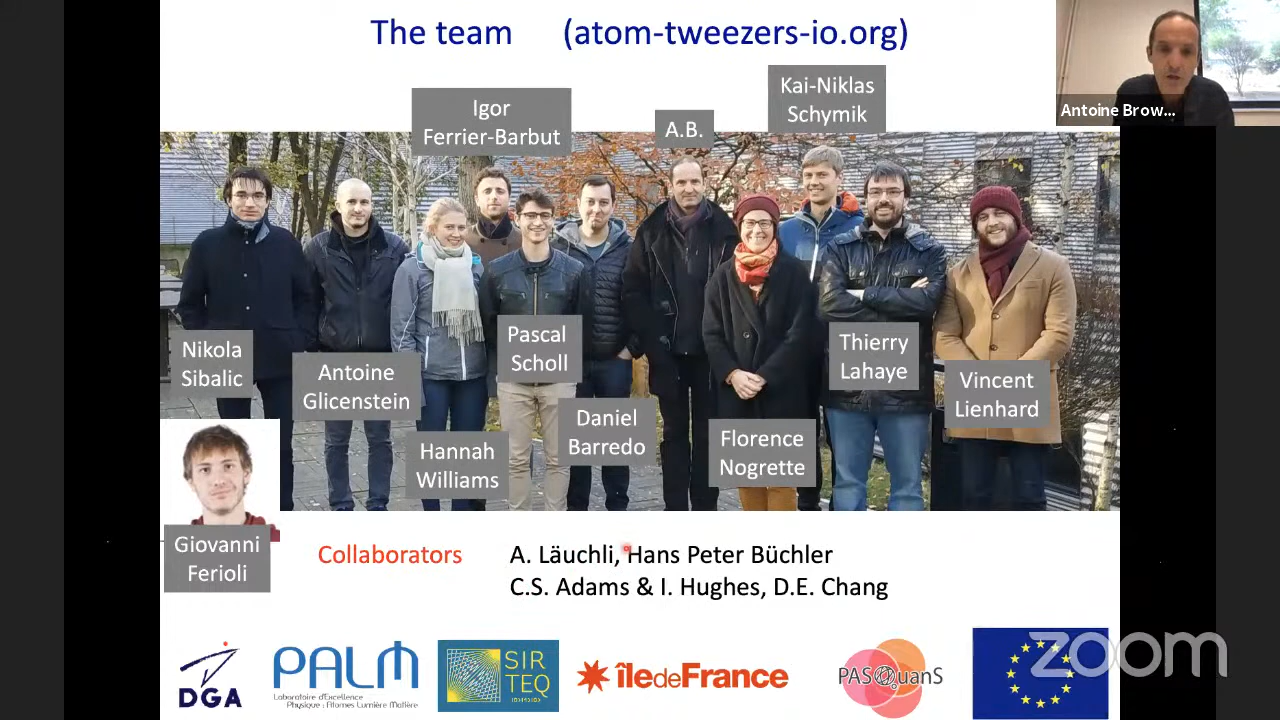 The team (atom-tweezers-io.org)
Antoine Brow...
Igor
Ferrier-Barbut
A.B.
Kai-Niklas
Schymik
Nikola
Sibalic
Antoine
Glicenstein
Hannah
Williams
Pascal
Scholl
Daniel
Barredo
Florence
Nogrette
Thierry
Lahaye
Vincent
Lienhard
Giovanni
Ferioli
Collaborators
A. Läuchli, Hans Peter Büchler
C.S. Adams & I. Hughes, D.E. Chang
DGA
PALM
Laboratoire d'Excellence
Physique : Atomes Lumière Matière
SIR
TEQ
îledeFrance
PASQuanS
zoom